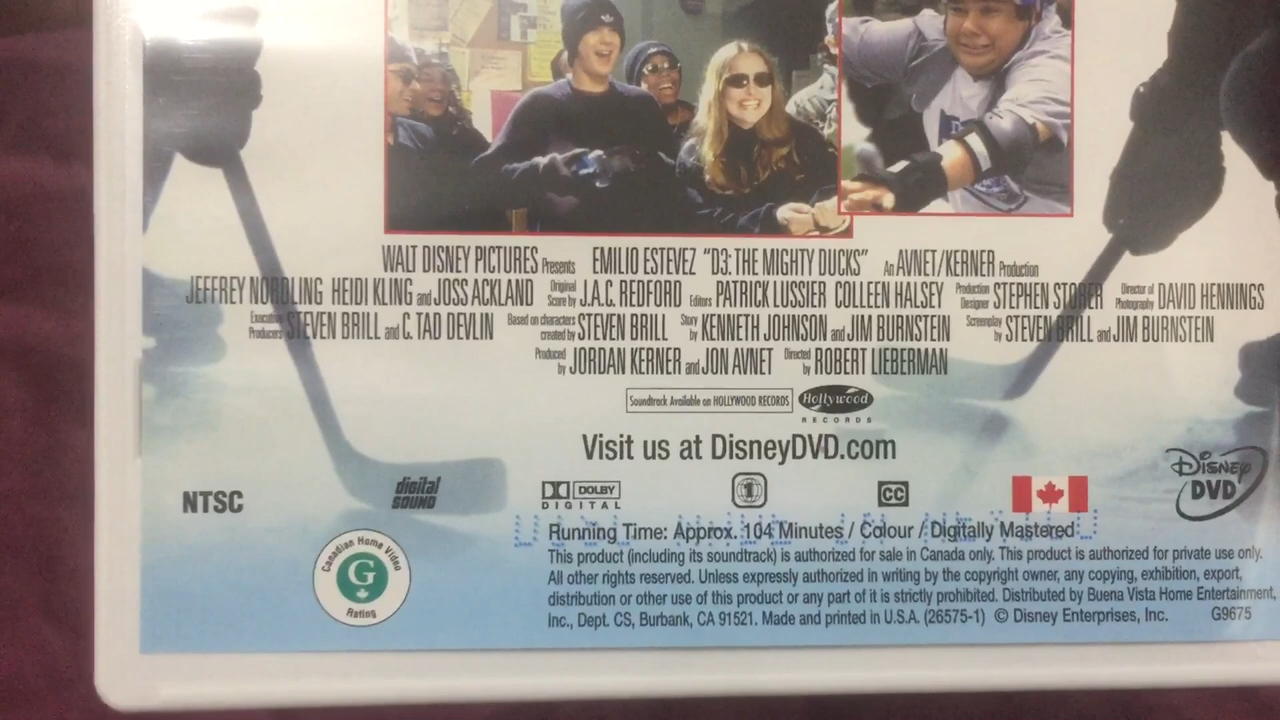 WALT DISNEY PICTURES Presents EMILIO ESTEVEZ "D3: THE MIGHTY DUCKS" An AVNET/KERNER Production
JEFFREY NORDLING HEIDI KLING and JOSS ACKLAND Original Score by J.A.C. REDFORD Editors PATRICK LUSSIER COLLEEN HALSEY Production Designer STEPHEN STORER Director of Photography DAVID HENNINGS
Executive Producers STEVEN BRILL and C. TAD DEVLIN Based on characters created by STEVEN BRILL Story by KENNETH JOHNSON and JIM BURNSTEIN Screenplay by STEVEN BRILL and JIM BURNSTEIN
Produced by JORDAN KERNER and JON AVNET Directed by ROBERT LIEBERMAN
Soundtrack Available on HOLLYWOOD RECORDS Hollywood RECORDS
Visit us at DisneyDVD.com
NTSC digital SOUND DOLBY DIGITAL 1 CC DISNEY DVD
Running Time: Approx. 104 Minutes / Colour / Digitally Mastered
This product (including its soundtrack) is authorized for sale in Canada only. This product is authorized for private use only.
All other rights reserved. Unless expressly authorized in writing by the copyright owner, any copying, exhibition, export,
distribution or other use of this product or any part of it is strictly prohibited. Distributed by Buena Vista Home Entertainment,
Inc., Dept. CS, Burbank, CA 91521. Made and printed in U.S.A. (26575-1) © Disney Enterprises, Inc. G9675
Canadian Home Video
G
Rating